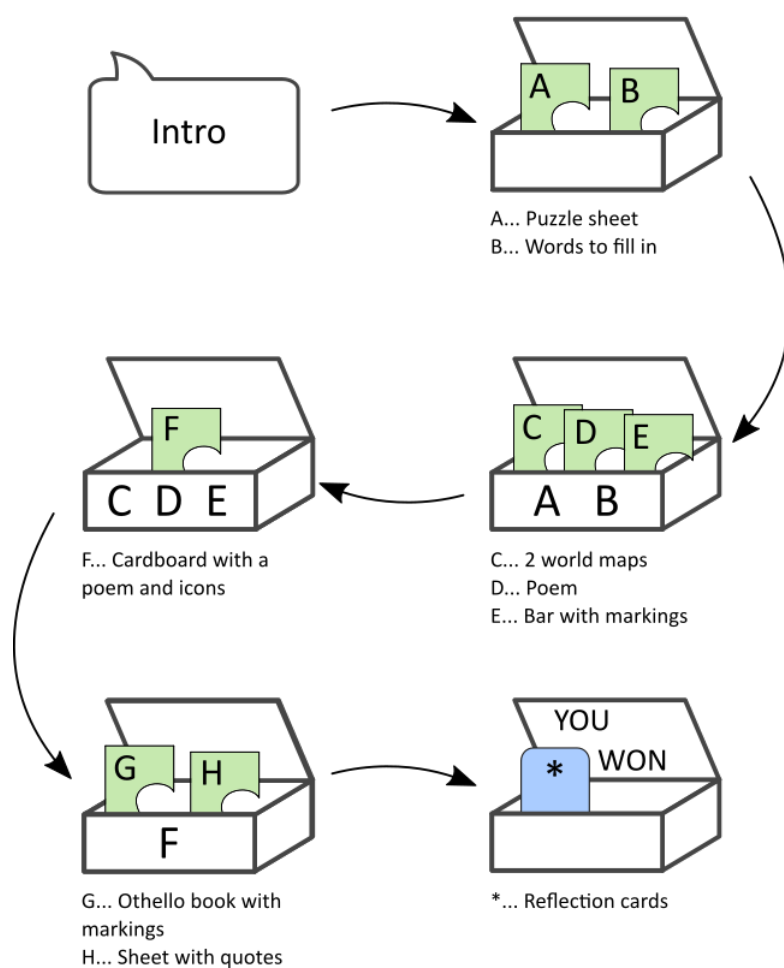 Intro
A B
A... Puzzle sheet
B... Words to fill in
C D E
A B
C... 2 world maps
D... Poem
E... Bar with markings
F
C D E
F... Cardboard with a
poem and icons
G H
F
G... Othello book with
markings
H... Sheet with quotes
YOU
WON
*
*... Reflection cards